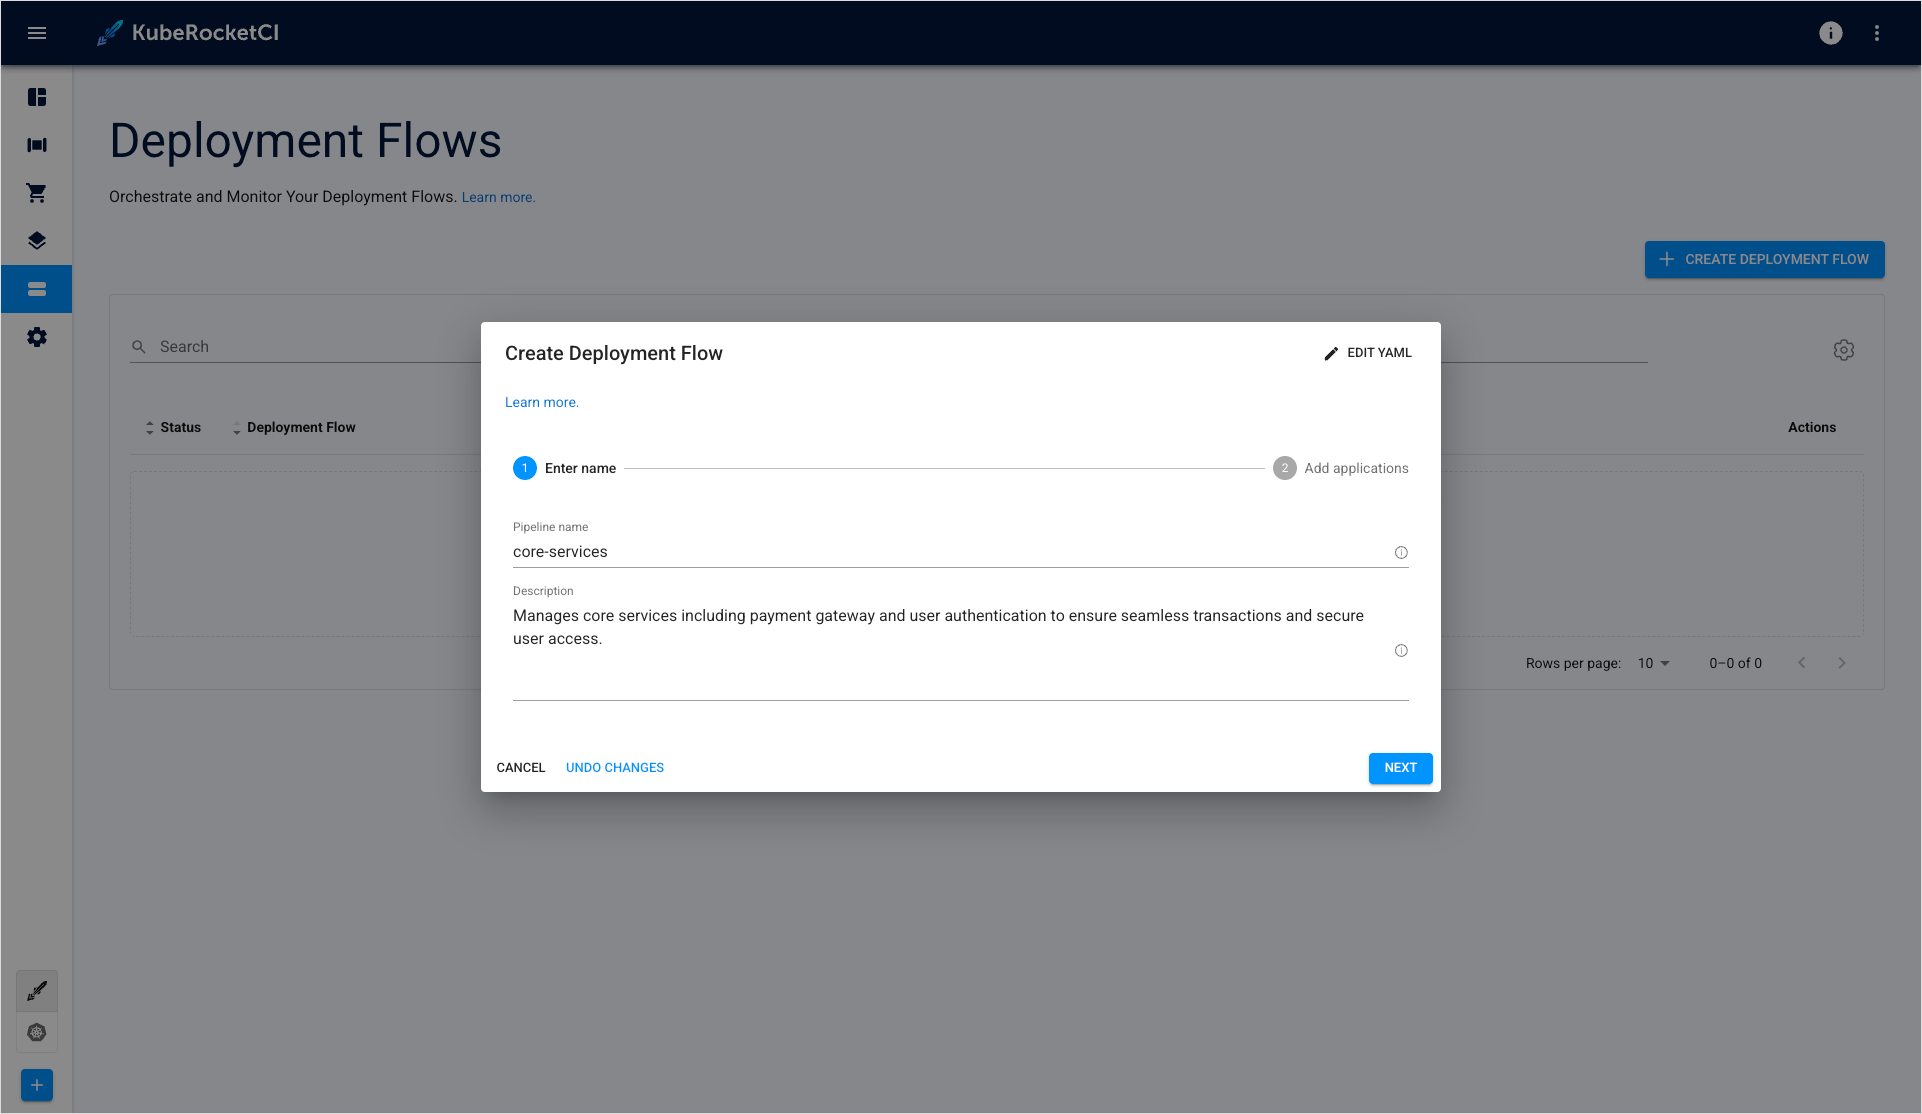 KubeRocketCI
Deployment Flows
Orchestrate and Monitor Your Deployment Flows. Learn more.
CREATE DEPLOYMENT FLOW
Search
Status Deployment Flow Actions
Create Deployment Flow
EDIT YAML
Learn more.
1 Enter name
2 Add applications
Pipeline name
core-services
Description
Manages core services including payment gateway and user authentication to ensure seamless transactions and secure
user access.
CANCEL UNDO CHANGES NEXT
Rows per page: 10 0–0 of 0